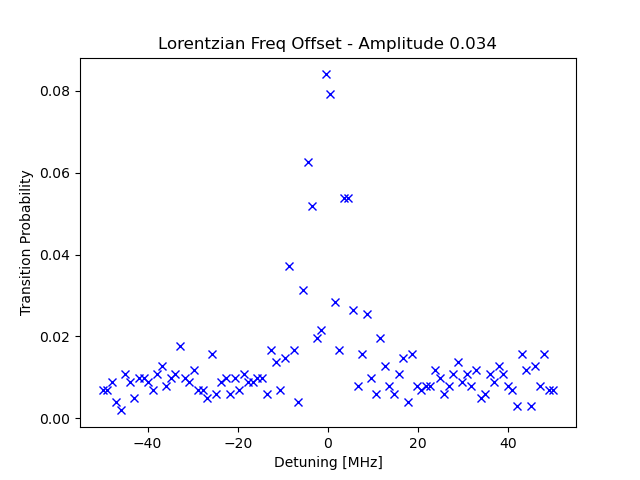 Lorentzian Freq Offset - Amplitude 0.034
0.08
0.06
0.04
0.02
0.00
Transition Probability
−40 −20 0 20 40
Detuning [MHz]